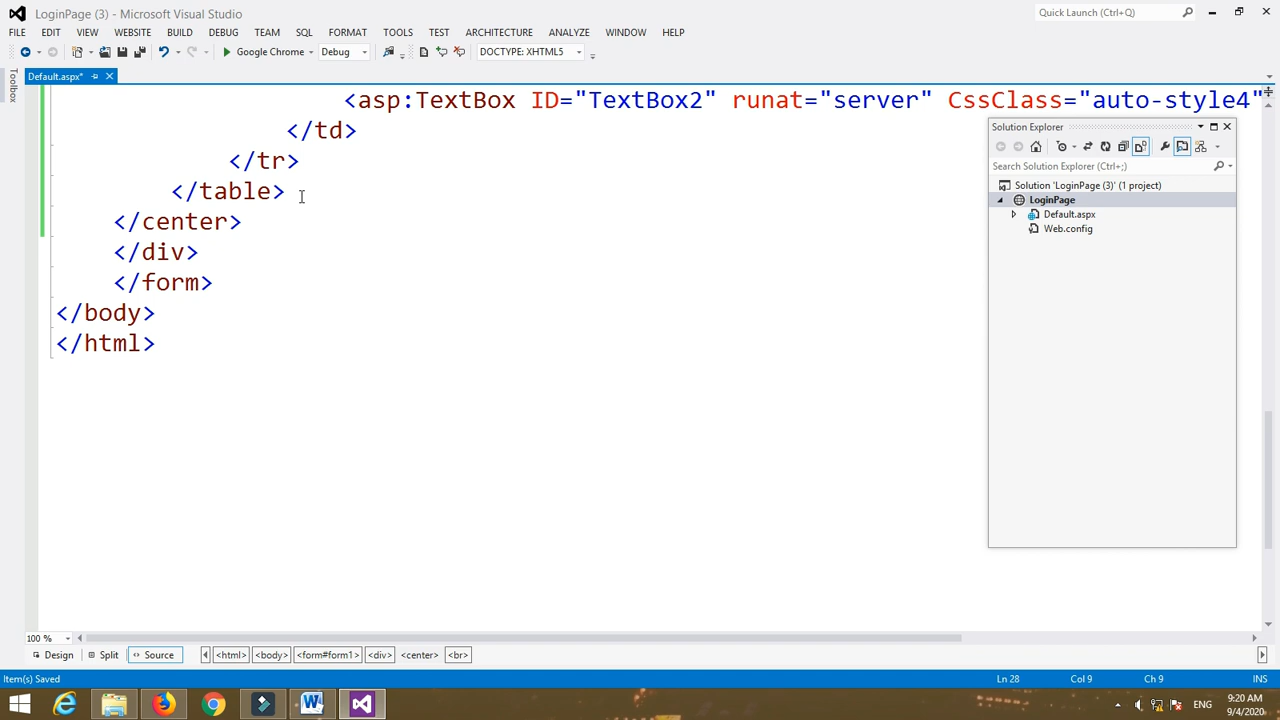 LoginPage (3) - Microsoft Visual Studio
Quick Launch (Ctrl+Q)
FILE EDIT VIEW WEBSITE BUILD DEBUG TEAM SQL FORMAT TOOLS TEST ARCHITECTURE ANALYZE WINDOW HELP
Google Chrome Debug DOCTYPE: XHTML5
Default.aspx*
Toolbox
<asp:TextBox ID="TextBox2" runat="server" CssClass="auto-style4"
</td>
</tr>
</table>
</center>
</div>
</form>
</body>
</html>
Solution Explorer
Search Solution Explorer (Ctrl+;)
Solution 'LoginPage (3)' (1 project)
LoginPage
Default.aspx
Web.config
100 %
Design Split Source <html> <body> <form#form1> <div> <center> <br>
Item(s) Saved Ln 28 Col 9 Ch 9 INS
ENG 9:20 AM
9/4/2020